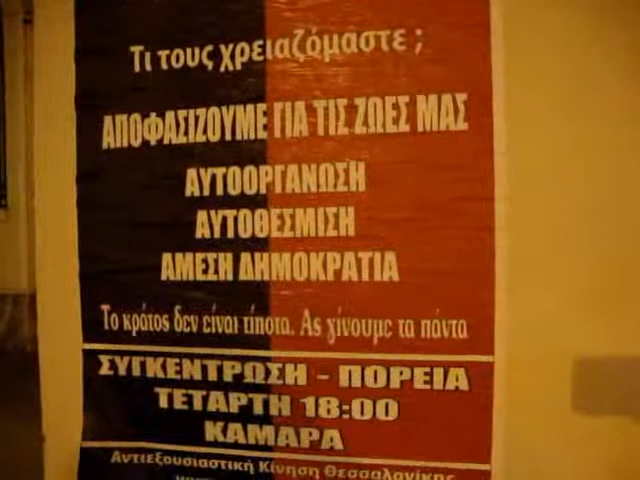 Τι τους χρειαζόμαστε ;
ΑΠΟΦΑΣΙΖΟΥΜΕ ΓΙΑ ΤΙΣ ΖΩΕΣ ΜΑΣ
ΑΥΤΟΟΡΓΑΝΩΣΗ
ΑΥΤΟΘΕΣΜΙΣΗ
ΑΜΕΣΗ ΔΗΜΟΚΡΑΤΙΑ
Το κράτος δεν είναι τίποτα. Ας γίνουμε τα πάντα
ΣΥΓΚΕΝΤΡΩΣΗ - ΠΟΡΕΙΑ
ΤΕΤΑΡΤΗ 18:00
ΚΑΜΑΡΑ
Αντιεξουσιαστική Κίνηση Θεσσαλονίκης